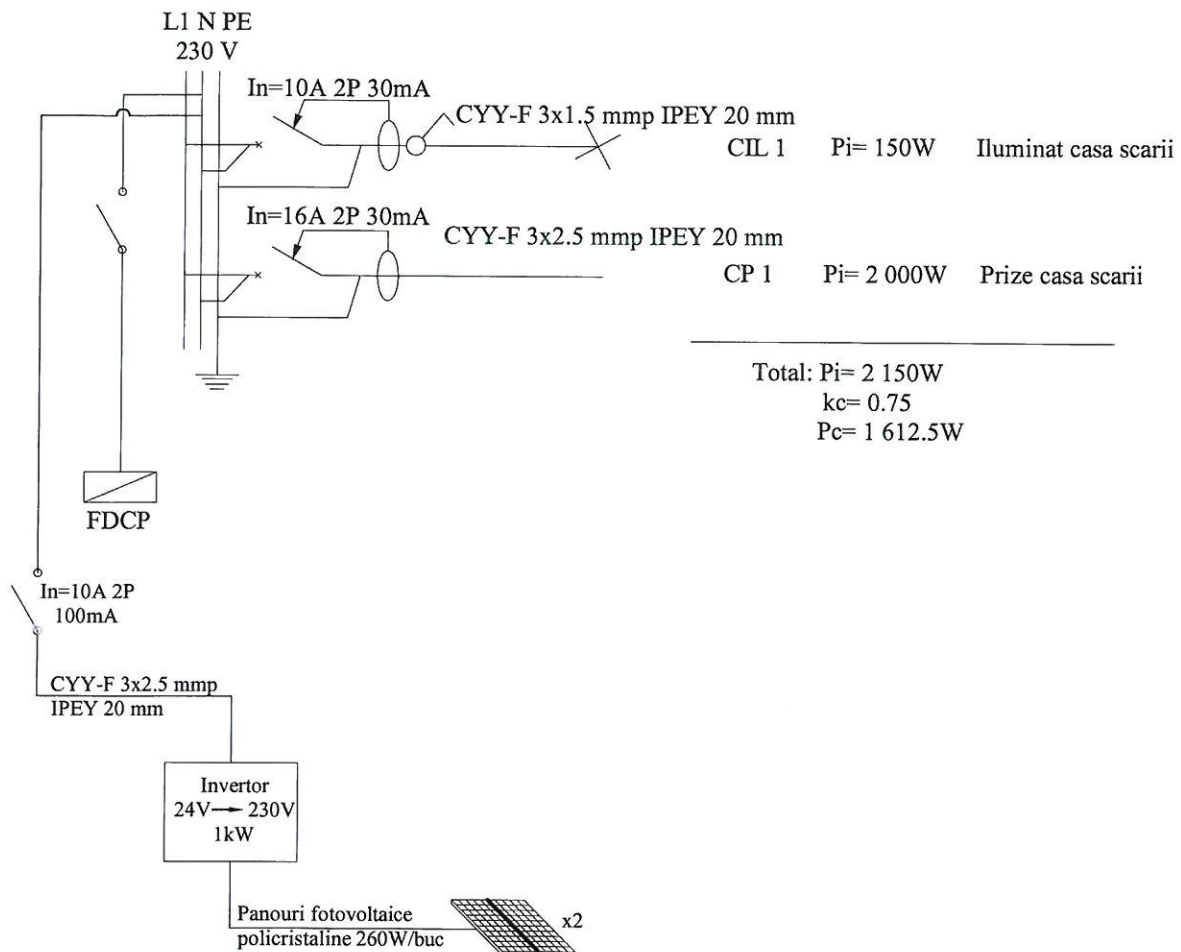 L1 N PE
230 V
In=10A 2P 30mA
CYY-F 3x1.5 mmp IPEY 20 mm
CIL 1 Pi= 150W Iluminat casa scarii
In=16A 2P 30mA
CYY-F 3x2.5 mmp IPEY 20 mm
CP 1 Pi= 2 000W Prize casa scarii
Total: Pi= 2 150W
kc= 0.75
Pc= 1 612.5W
FDCP
In=10A 2P
100mA
CYY-F 3x2.5 mmp
IPEY 20 mm
Invertor
24V → 230V
1kW
Panouri fotovoltaice
policristaline 260W/buc
x2